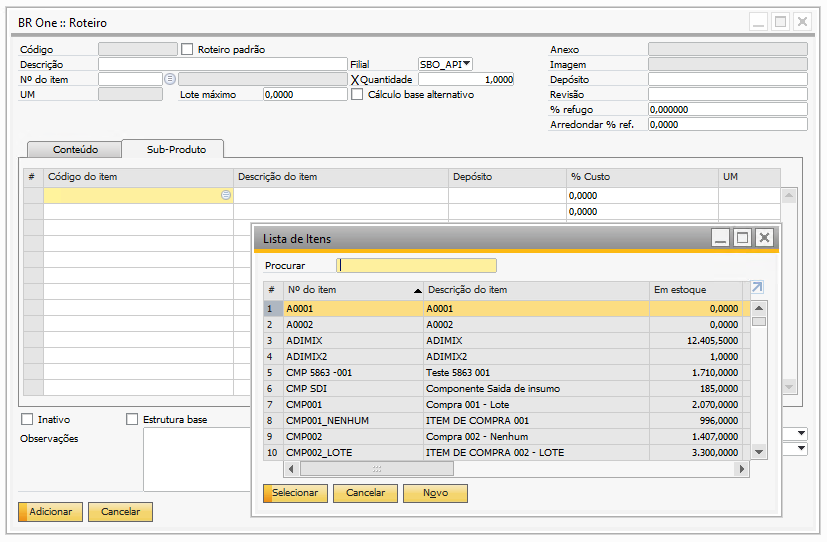 BR One :: Roteiro
Código Roteiro padrão Anexo
Descrição Filial SBO_API Imagem
Nº do item X Quantidade 1,0000 Depósito
UM Lote máximo 0,0000 Cálculo base alternativo Revisão
% refugo 0,000000
Arredondar % ref. 0,0000
Conteúdo Sub-Produto
# Código do item Descrição do item Depósito % Custo UM
0,0000
0,0000
Lista de Itens
Procurar
# Nº do item Descrição do item Em estoque
1 A0001 A0001 0,0000
2 A0002 A0002 0,0000
3 ADIMIX ADIMIX 12.405,5000
4 ADIMIX2 ADIMIX2 1,0000
5 CMP 5863 -001 Teste 5863 001 1.710,0000
6 CMP SDI Componente Saida de insumo 185,0000
7 CMP001 Compra 001 - Lote 2.070,0000
8 CMP001_NENHUM ITEM DE COMPRA 001 996,0000
9 CMP002 Compra 002 - Nenhum 1.407,0000
10 CMP002_LOTE ITEM DE COMPRA 002 - LOTE 3.300,0000
Selecionar Cancelar Novo
Inativo Estrutura base
Observações
Adicionar Cancelar